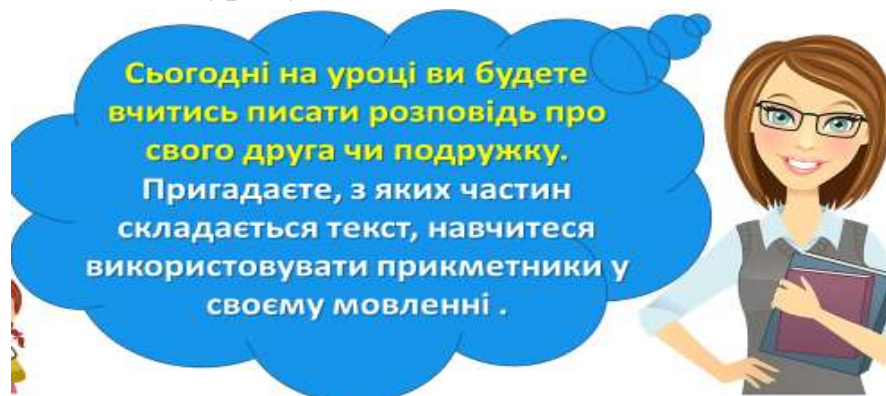 Сьогодні на уроці ви будете
вчитись писати розповідь про
свого друга чи подружку.
Пригадаєте, з яких частин
складається текст, навчитеся
використовувати прикметники у
своєму мовленні .